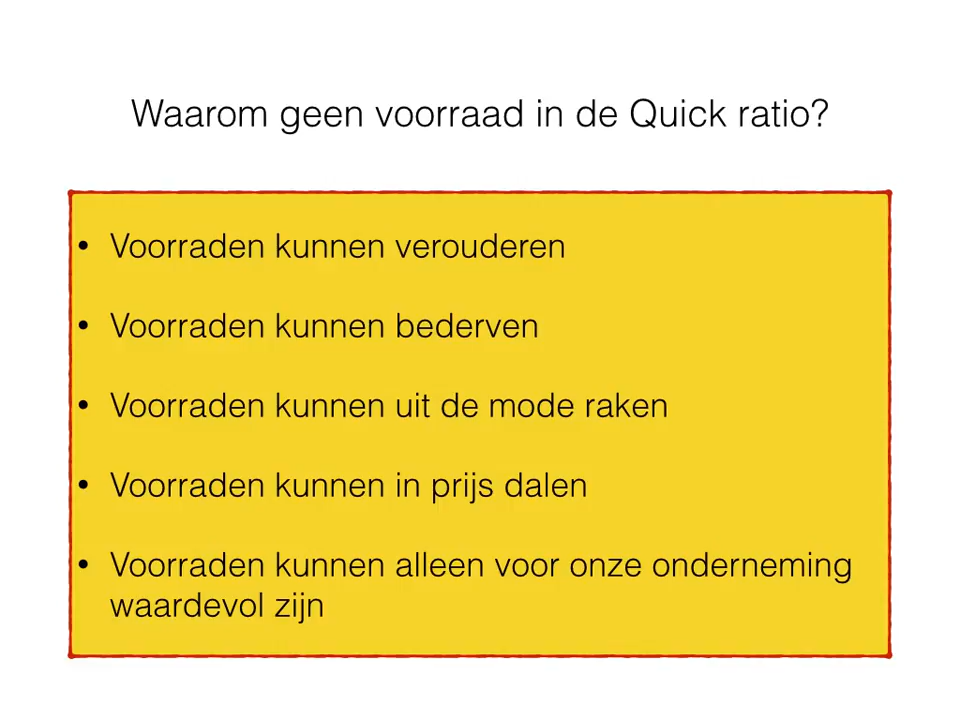 Waarom geen voorraad in de Quick ratio?
• Voorraden kunnen verouderen
• Voorraden kunnen bederven
• Voorraden kunnen uit de mode raken
• Voorraden kunnen in prijs dalen
• Voorraden kunnen alleen voor onze onderneming
waardevol zijn